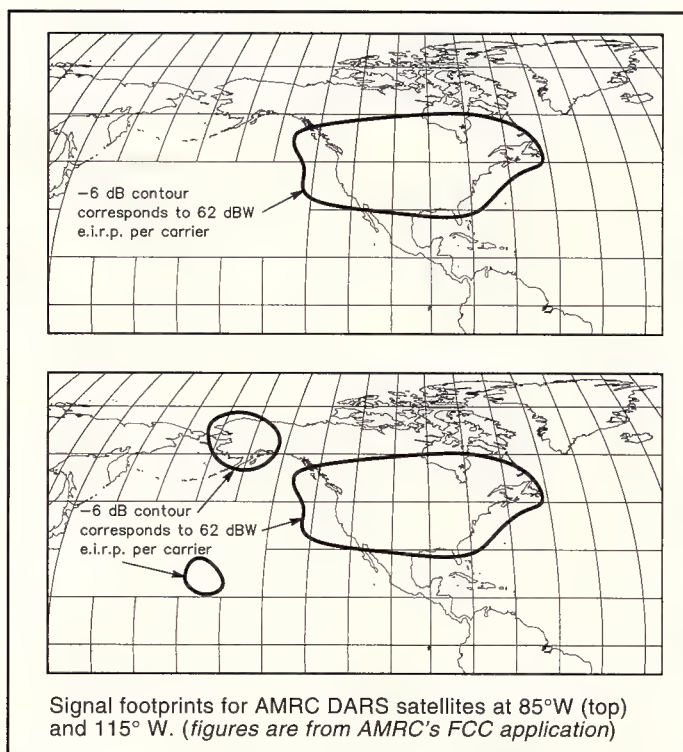 −6 dB contour
corresponds to 62 dBW
e.i.r.p. per carrier
−6 dB contour
corresponds to 62 dBW
e.i.r.p. per carrier
Signal footprints for AMRC DARS satellites at 85°W (top)
and 115° W. (figures are from AMRC's FCC application)